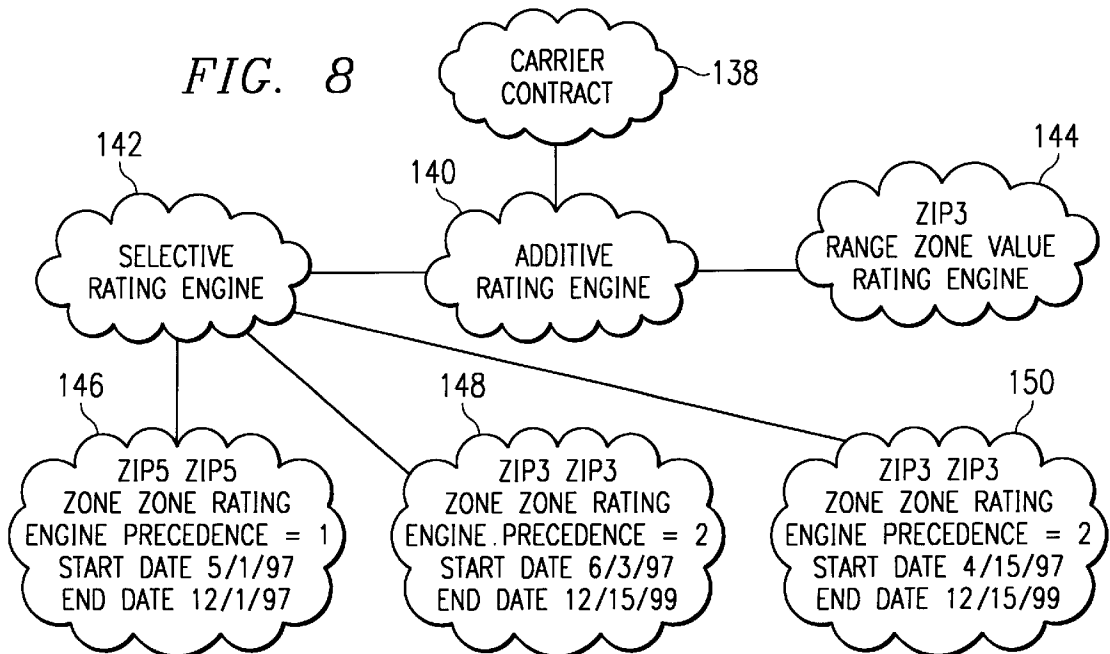 FIG. 8
CARRIER
CONTRACT
138
142
SELECTIVE
RATING ENGINE
140
ADDITIVE
RATING ENGINE
144
ZIP3
RANGE ZONE VALUE
RATING ENGINE
146
ZIP5 ZIP5
ZONE ZONE RATING
ENGINE PRECEDENCE = 1
START DATE 5/1/97
END DATE 12/1/97
148
ZIP3 ZIP3
ZONE ZONE RATING
ENGINE.PRECEDENCE = 2
START DATE 6/3/97
END DATE 12/15/99
150
ZIP3 ZIP3
ZONE ZONE RATING
ENGINE PRECEDENCE = 2
START DATE 4/15/97
END DATE 12/15/99